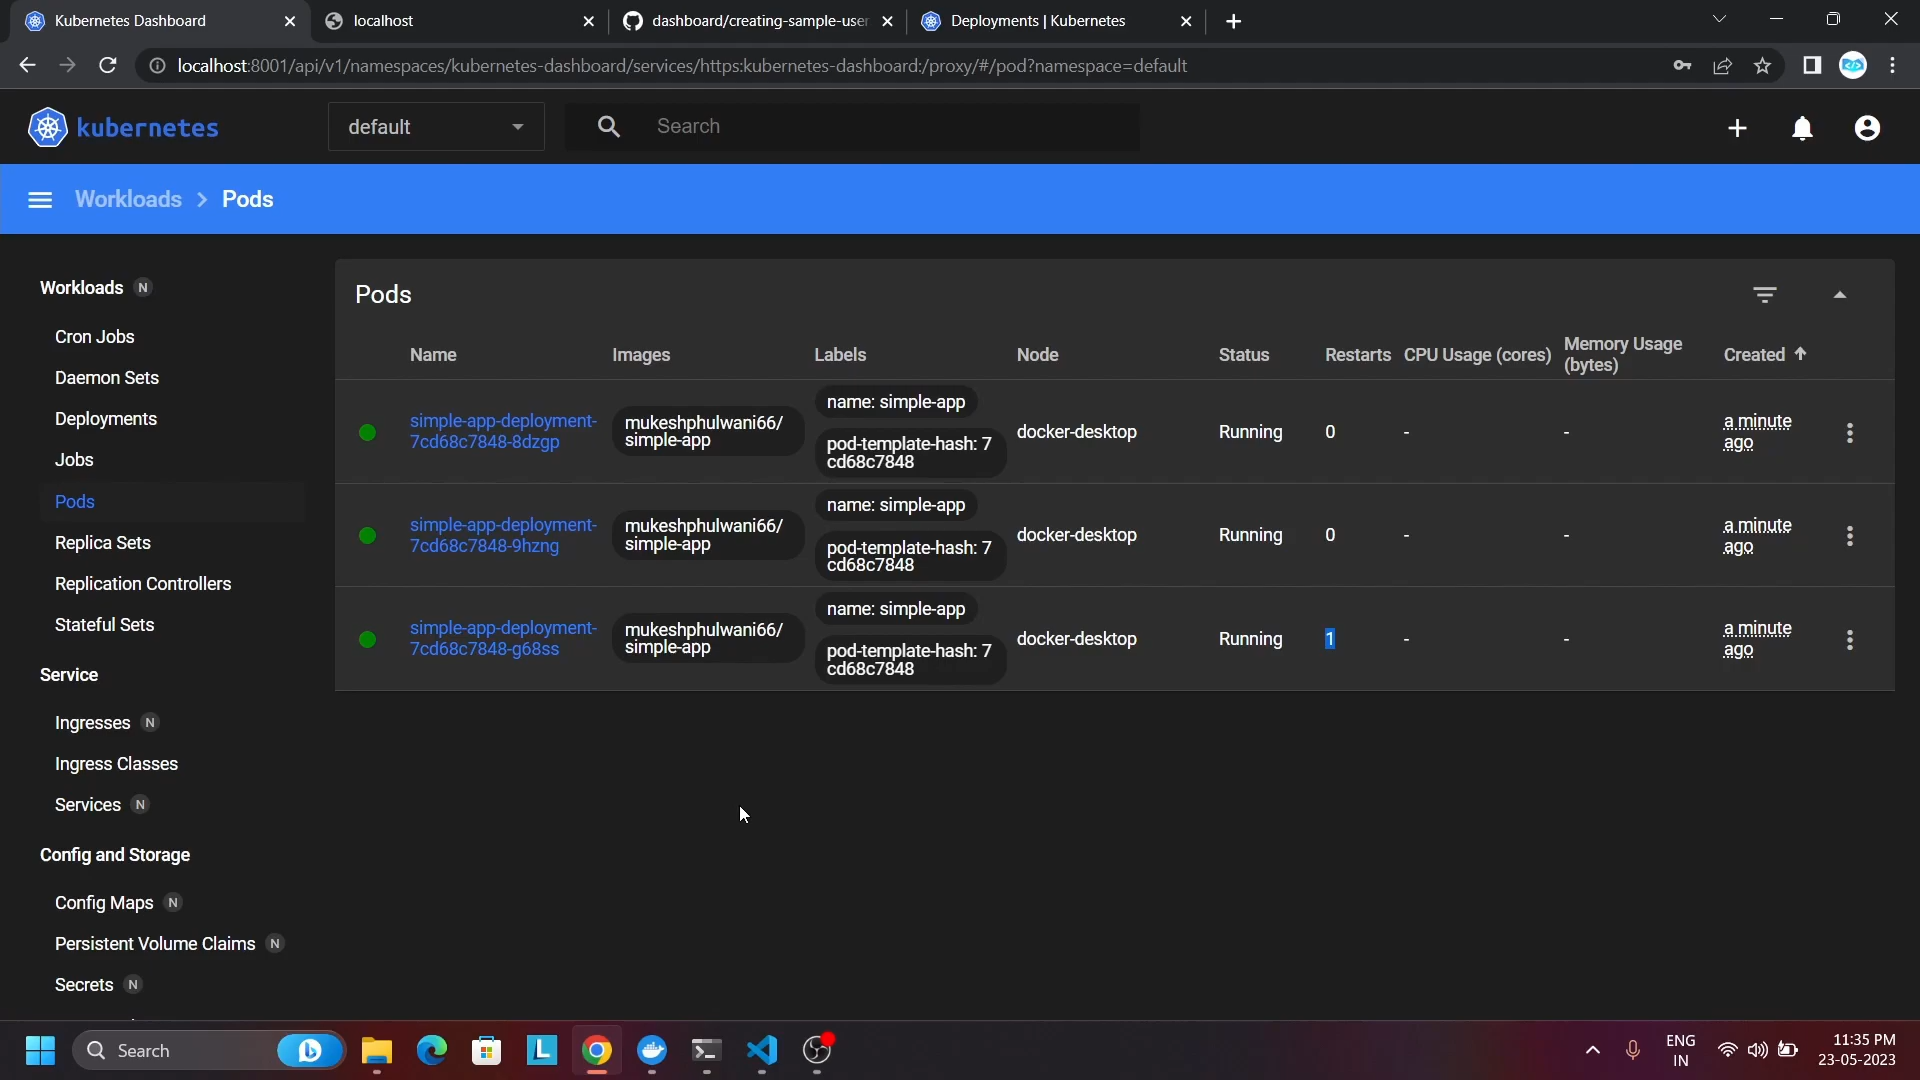 Kubernetes Dashboard
localhost
dashboard/creating-sample-user
Deployments | Kubernetes
localhost:8001/api/v1/namespaces/kubernetes-dashboard/services/https:kubernetes-dashboard:/proxy/#/pod?namespace=default
kubernetes
default
Search
Workloads > Pods
Workloads N
Cron Jobs
Daemon Sets
Deployments
Jobs
Pods
Replica Sets
Replication Controllers
Stateful Sets
Service
Ingresses N
Ingress Classes
Services N
Config and Storage
Config Maps N
Persistent Volume Claims N
Secrets N
Pods
Name Images Labels Node Status Restarts CPU Usage (cores) Memory Usage (bytes) Created
simple-app-deployment-
7cd68c7848-8dzgp
mukeshphulwani66/
simple-app
name: simple-app
pod-template-hash: 7
cd68c7848
docker-desktop
Running
0
-
-
a minute
ago
simple-app-deployment-
7cd68c7848-9hzng
mukeshphulwani66/
simple-app
name: simple-app
pod-template-hash: 7
cd68c7848
docker-desktop
Running
0
-
-
a minute
ago
simple-app-deployment-
7cd68c7848-g68ss
mukeshphulwani66/
simple-app
name: simple-app
pod-template-hash: 7
cd68c7848
docker-desktop
Running
1
-
-
a minute
ago
Search
L
ENG
IN
11:35 PM
23-05-2023